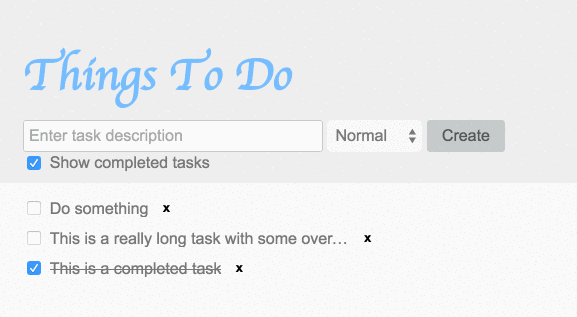 Things To Do
Enter task description Normal Create
Show completed tasks
Do something x
This is a really long task with some over… x
This is a completed task x